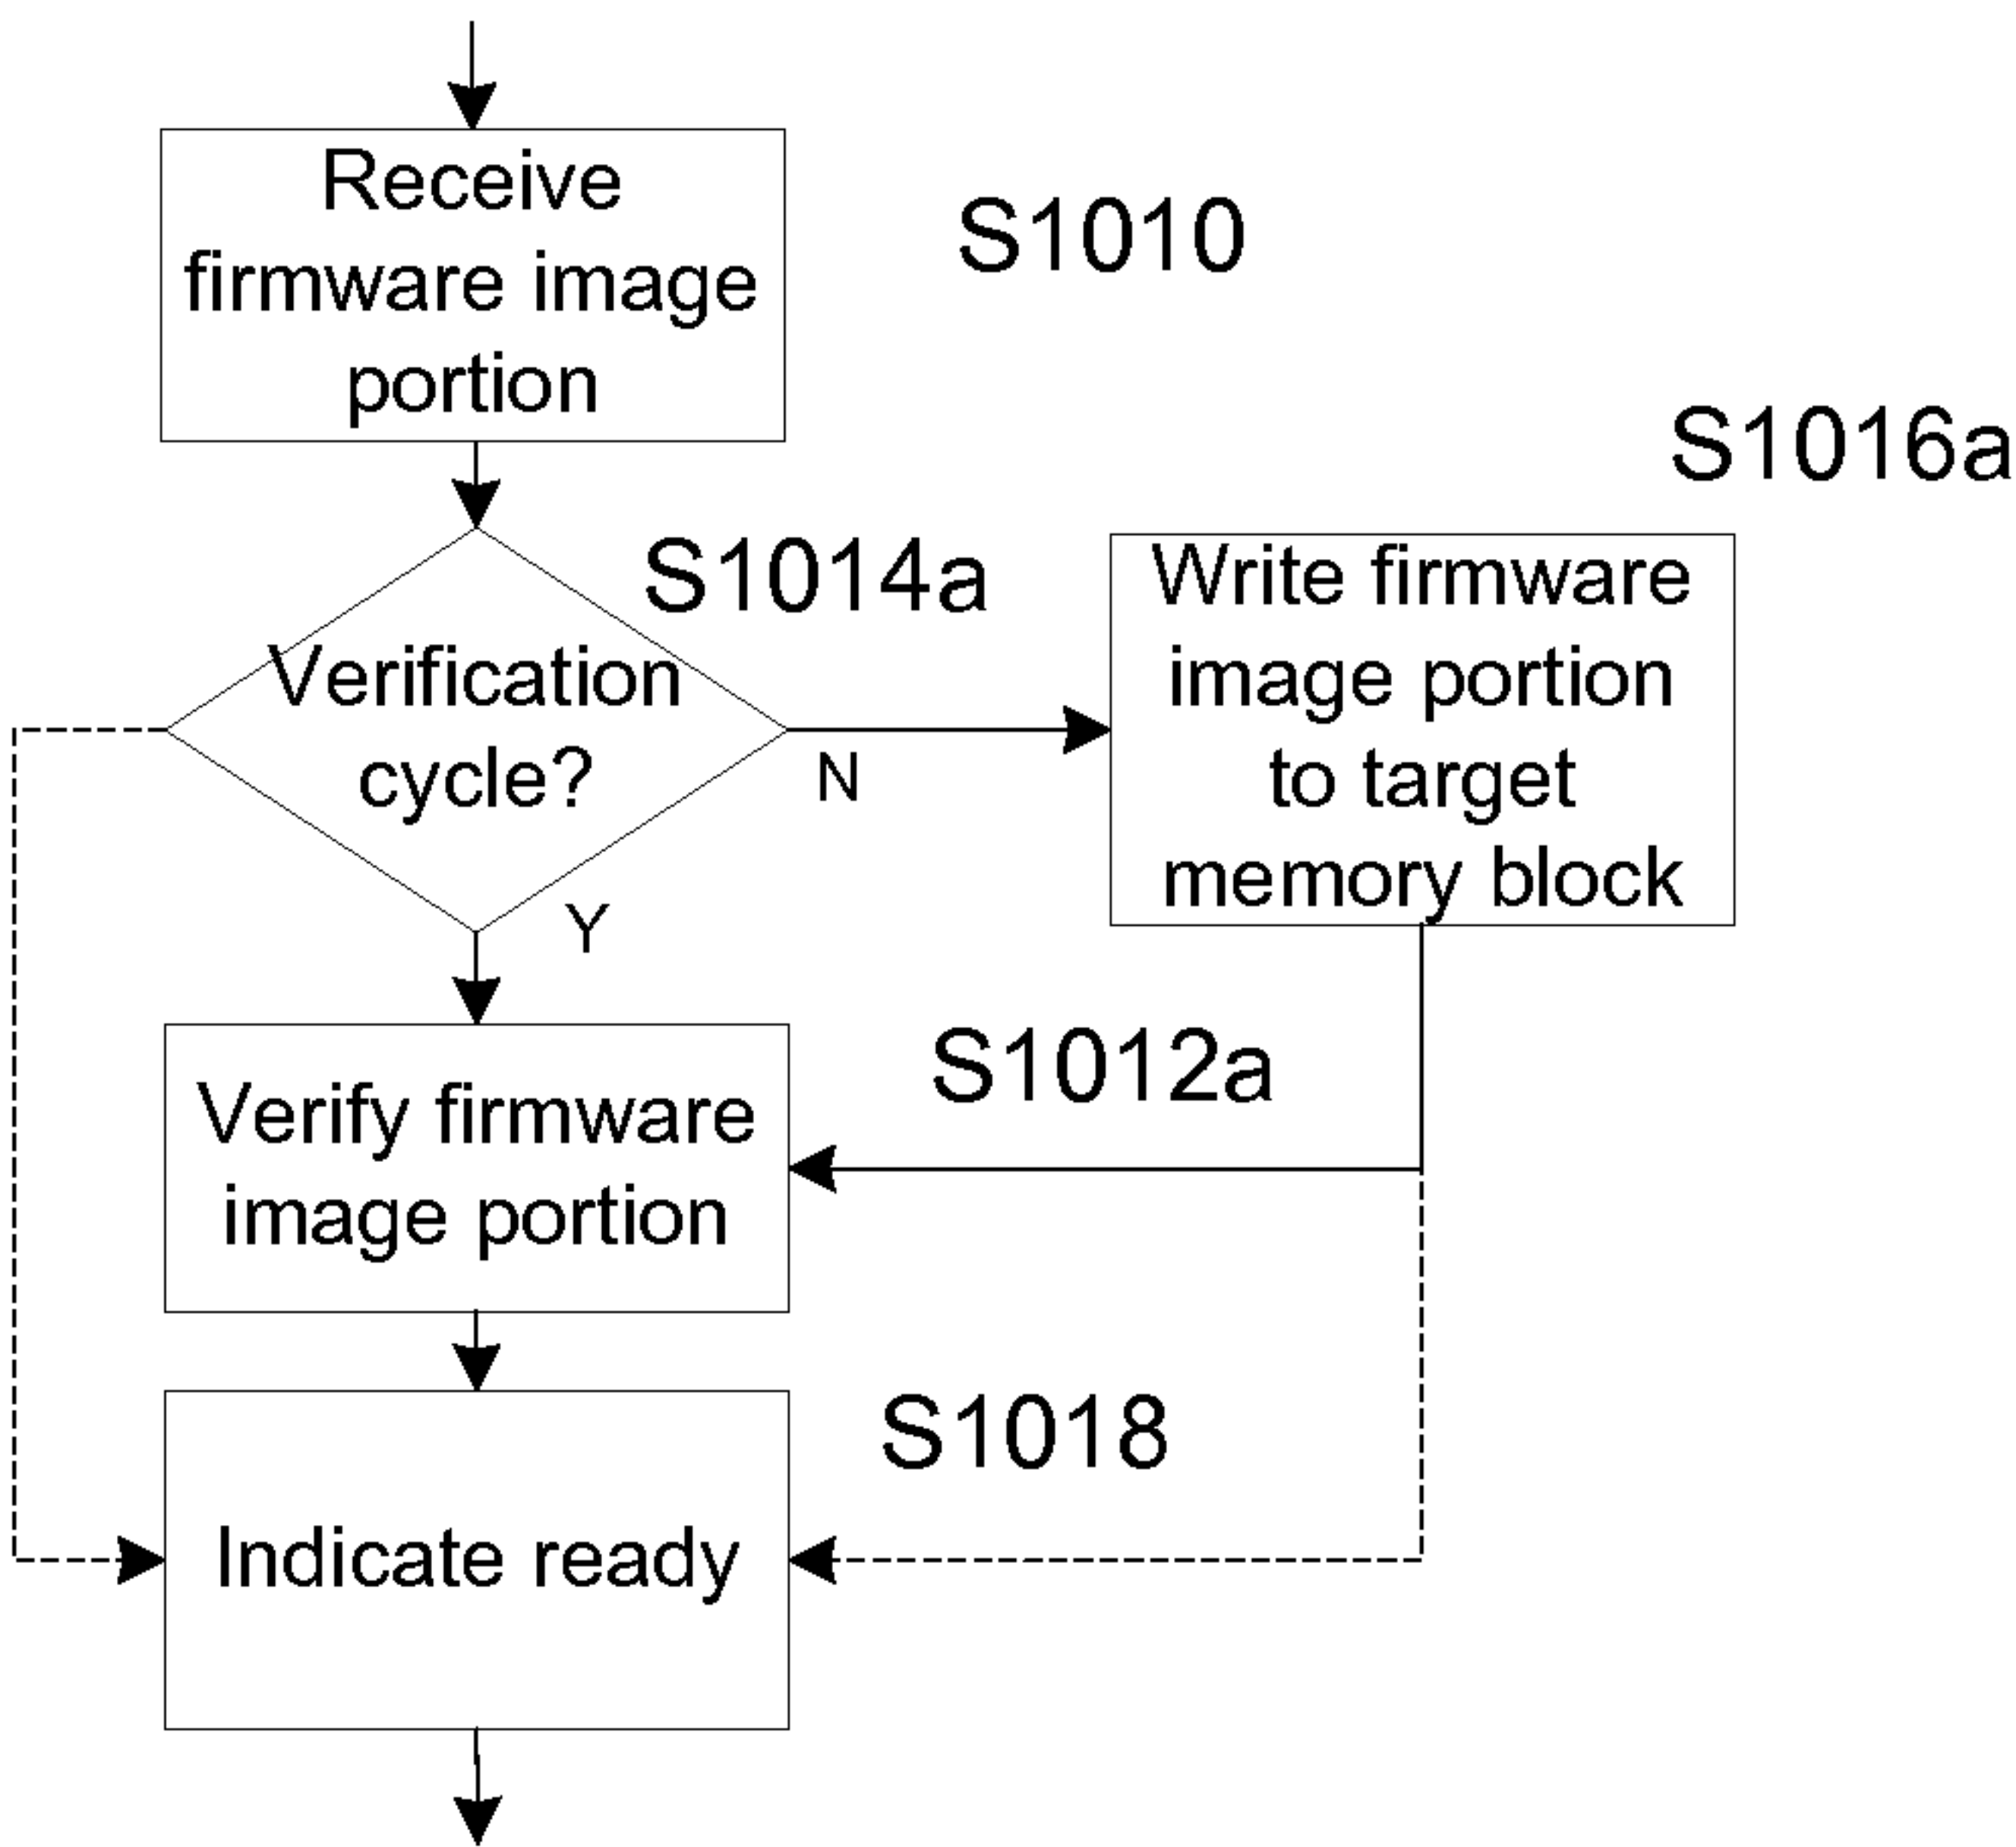 Receive
firmware image
portion
S1010
S1016a
S1014a
Verification
cycle?
N
Y
Write firmware
image portion
to target
memory block
S1012a
Verify firmware
image portion
S1018
Indicate ready